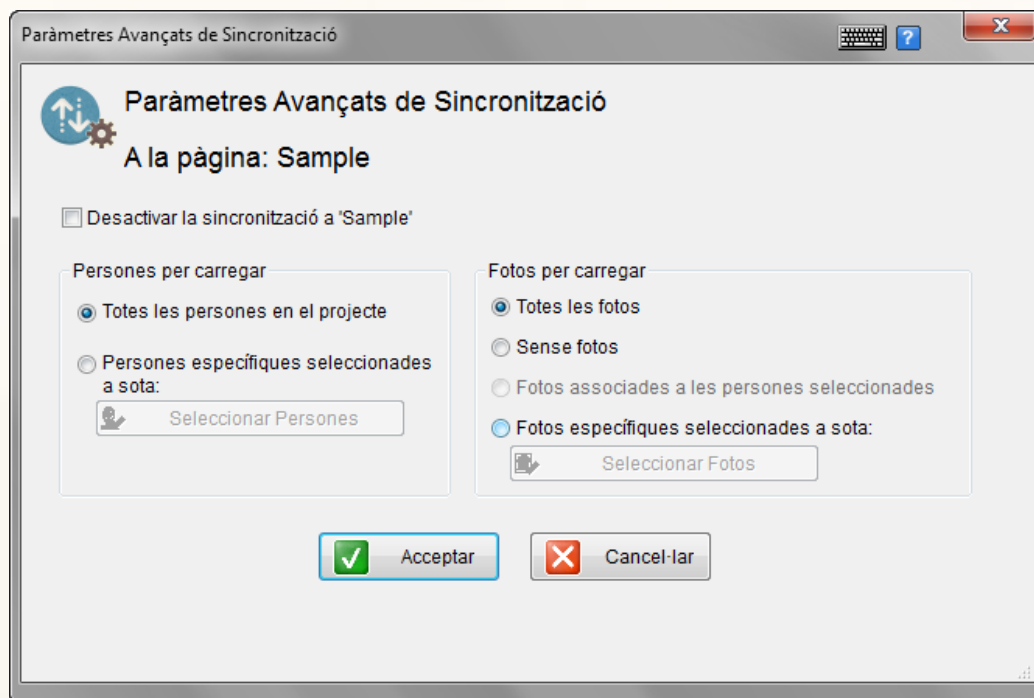 Paràmetres Avançats de Sincronització
?
Paràmetres Avançats de Sincronització
A la pàgina: Sample
Desactivar la sincronització a 'Sample'
Persones per carregar
Totes les persones en el projecte
Persones específiques seleccionades
a sota:
Seleccionar Persones
Fotos per carregar
Totes les fotos
Sense fotos
Fotos associades a les persones seleccionades
Fotos específiques seleccionades a sota:
Seleccionar Fotos
Acceptar
Cancel·lar